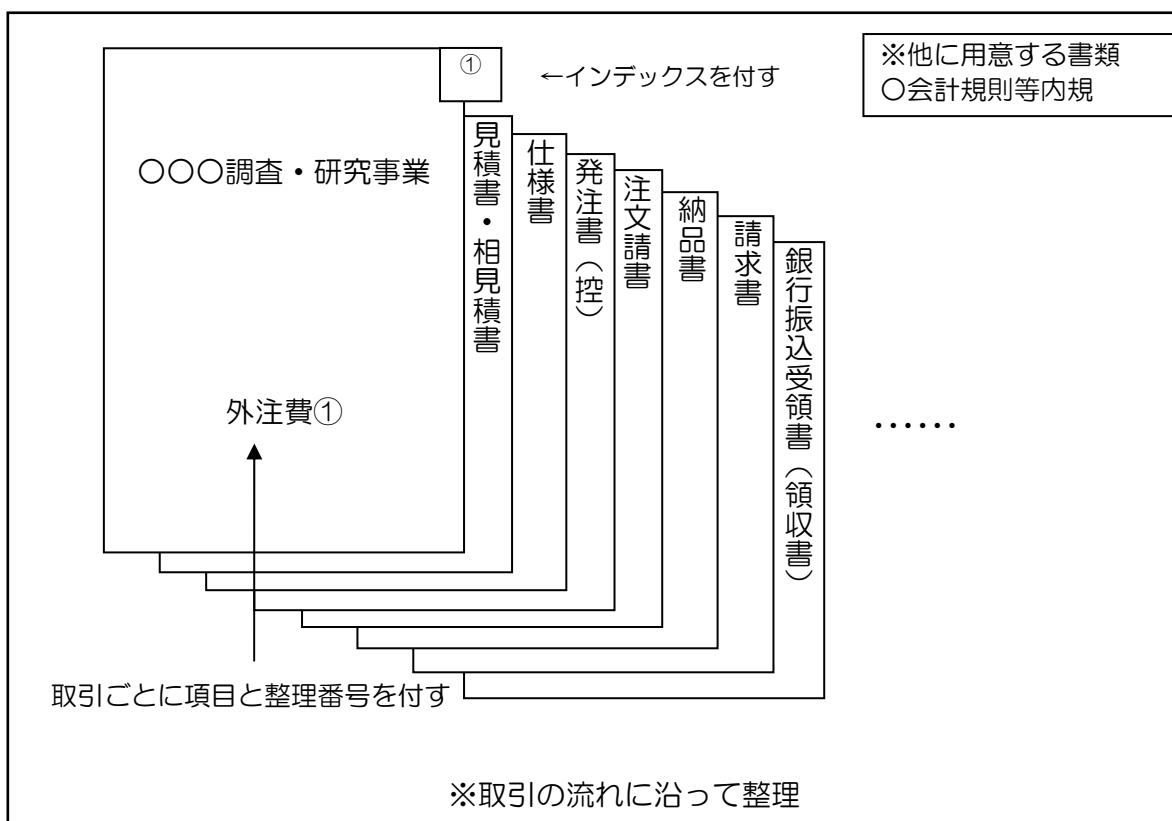 ①
←インデックスを付す
※他に用意する書類
〇会計規則等内規
〇〇〇調査・研究事業
見積書・相見積書
仕様書
発注書（控）
注文請書
納品書
請求書
銀行振込受領書（領収書）
外注費①
……
取引ごとに項目と整理番号を付す
※取引の流れに沿って整理